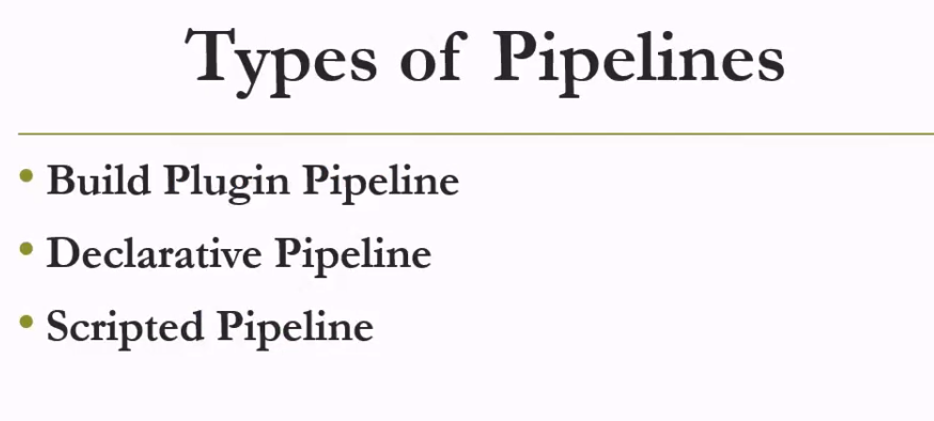 Types of Pipelines
• Build Plugin Pipeline
• Declarative Pipeline
• Scripted Pipeline